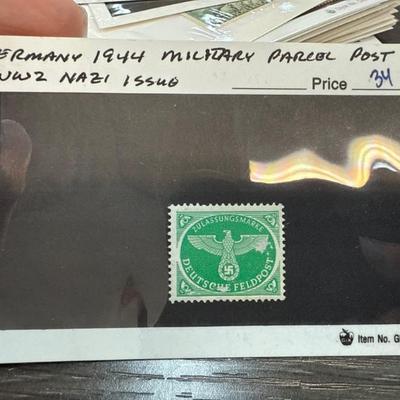 ERMANY 1944 MILITARY PARCEL POST
WW2 NAZI ISSUE Price 34
ZULASSUNGSMARKE
DEUTSCHE FELDPOST
Item No. G